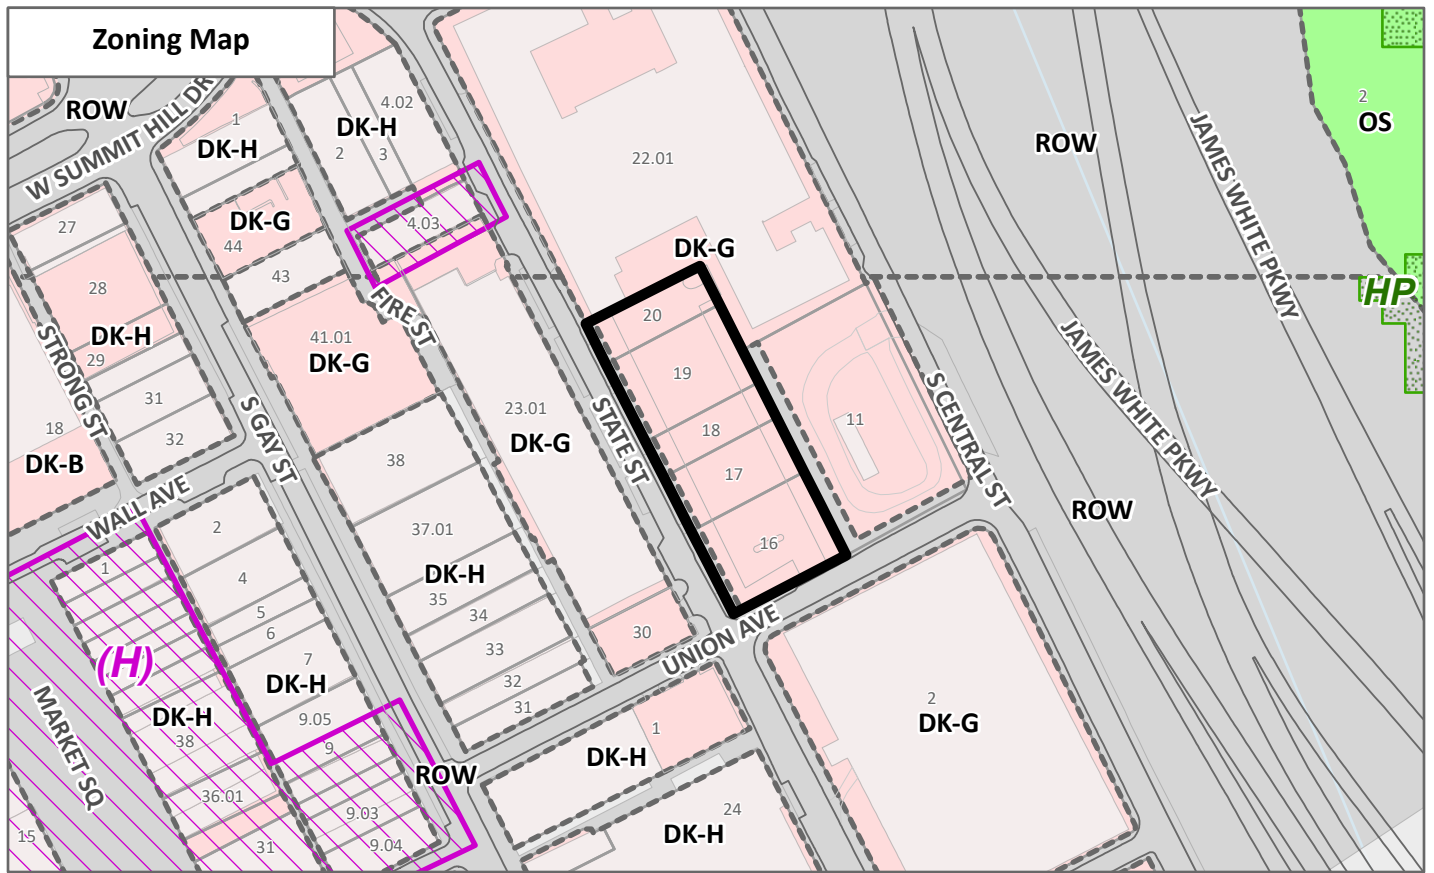 Zoning Map
ROW
W SUMMIT HILL DR
1
DK-H
4.02
DK-H
2
3
22.01
ROW
JAMES WHITE PKWY
2
OS
27
DK-G
44
4.03
DK-G
43
28
DK-H
29
STRONG ST
31
32
18
DK-B
41.01
DK-G
FIRE ST
S GAY ST
20
19
18
17
16
HP
JAMES WHITE PKWY
23.01
DK-G
STATE ST
11
S CENTRAL ST
ROW
38
37.01
DK-H
35
34
33
32
31
WALL AVE
2
4
5
6
7
DK-H
9.05
1
(H)
DK-H
38
36.01
31
MARKET SQ
15
9
9.03
9.04
ROW
30
UNION AVE
1
DK-H
24
DK-H
2
DK-G